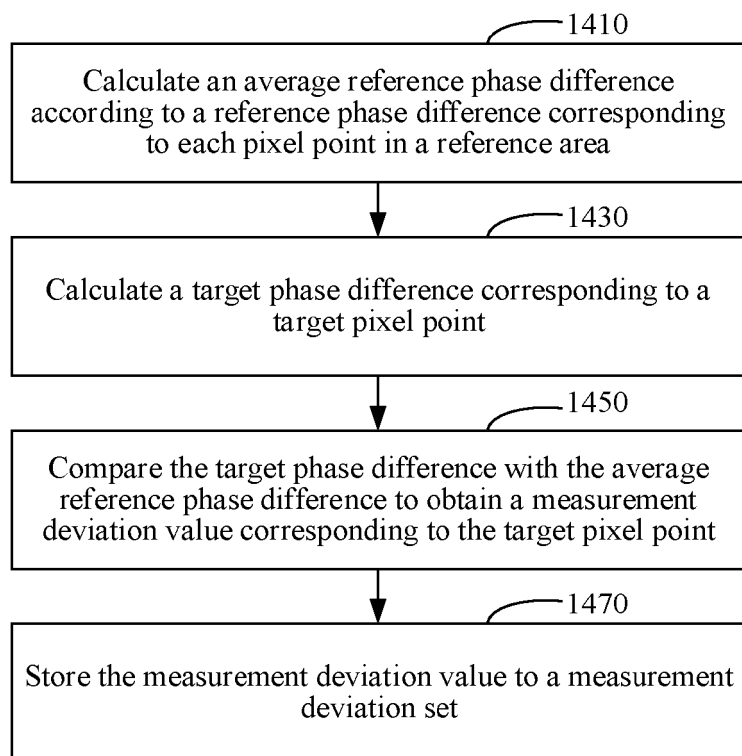 1410
Calculate an average reference phase difference
according to a reference phase difference corresponding
to each pixel point in a reference area
1430
Calculate a target phase difference corresponding to a
target pixel point
1450
Compare the target phase difference with the average
reference phase difference to obtain a measurement
deviation value corresponding to the target pixel point
1470
Store the measurement deviation value to a measurement
deviation set